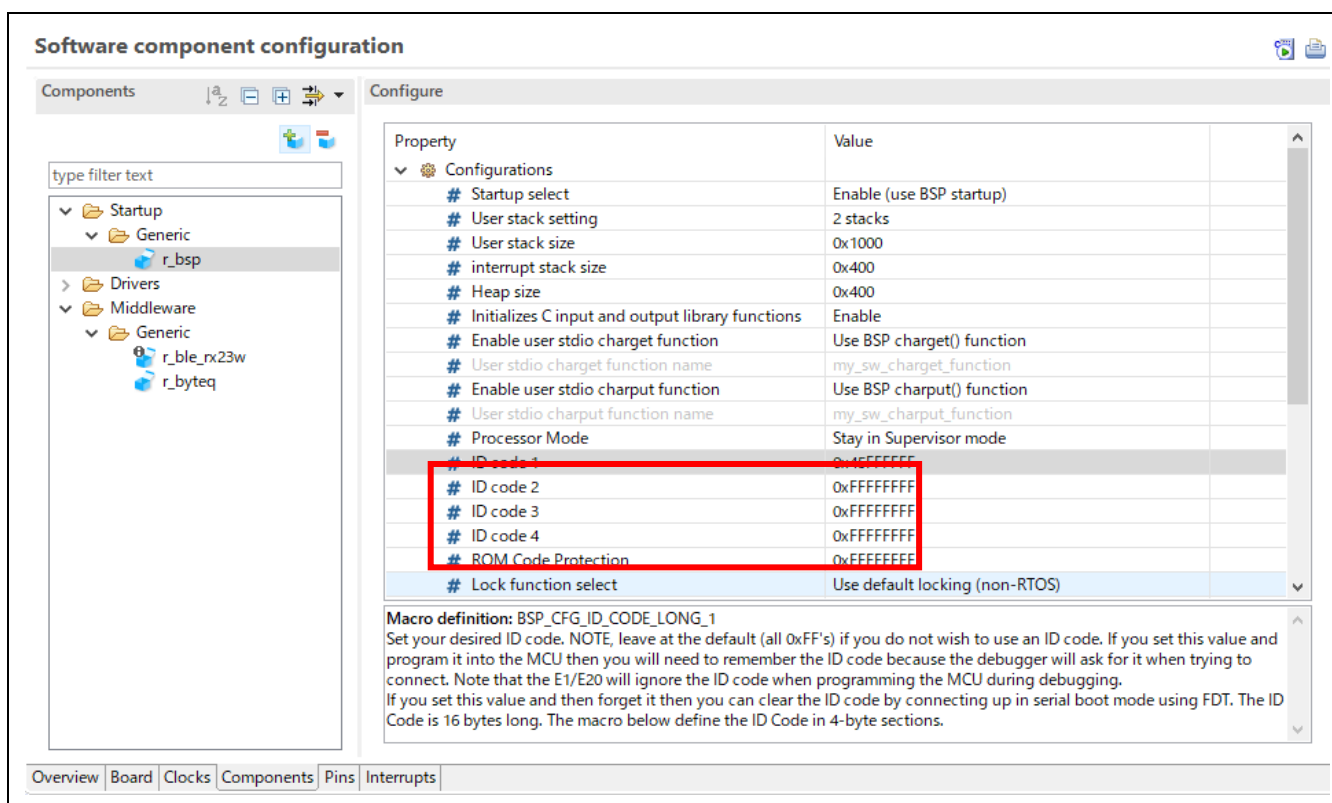 Software component configuration
Components
Configure
type filter text
Startup
Generic
r_bsp
Drivers
Middleware
Generic
r_ble_rx23w
r_byteq
Property Value
Configurations
# Startup select Enable (use BSP startup)
# User stack setting 2 stacks
# User stack size 0x1000
# interrupt stack size 0x400
# Heap size 0x400
# Initializes C input and output library functions Enable
# Enable user stdio charget function Use BSP charget() function
# User stdio charget function name my_sw_charget_function
# Enable user stdio charput function Use BSP charput() function
# User stdio charput function name my_sw_charput_function
# Processor Mode Stay in Supervisor mode
# ID code 1 0x45FFFFFF
# ID code 2 0xFFFFFFFF
# ID code 3 0xFFFFFFFF
# ID code 4 0xFFFFFFFF
# ROM Code Protection 0xFFFFFFFF
# Lock function select Use default locking (non-RTOS)
Macro definition: BSP_CFG_ID_CODE_LONG_1
Set your desired ID code. NOTE, leave at the default (all 0xFF's) if you do not wish to use an ID code. If you set this value and
program it into the MCU then you will need to remember the ID code because the debugger will ask for it when trying to
connect. Note that the E1/E20 will ignore the ID code when programming the MCU during debugging.
If you set this value and then forget it then you can clear the ID code by connecting up in serial boot mode using FDT. The ID
Code is 16 bytes long. The macro below define the ID Code in 4-byte sections.
Overview Board Clocks Components Pins Interrupts